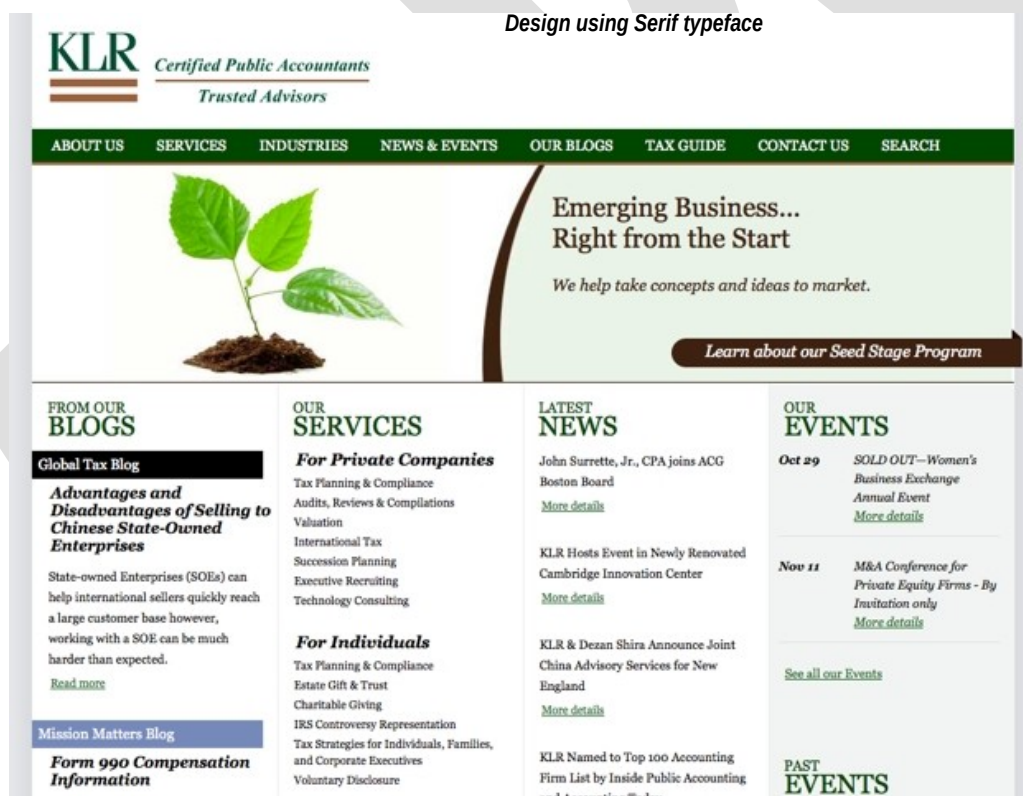 Design using Serif typeface
KLR
Certified Public Accountants
Trusted Advisors
ABOUT US SERVICES INDUSTRIES NEWS & EVENTS OUR BLOGS TAX GUIDE CONTACT US SEARCH
Emerging Business...
Right from the Start
We help take concepts and ideas to market.
Learn about our Seed Stage Program
FROM OUR
BLOGS
Global Tax Blog
Advantages and
Disadvantages of Selling to
Chinese State-Owned
Enterprises
State-owned Enterprises (SOEs) can
help international sellers quickly reach
a large customer base however,
working with a SOE can be much
harder than expected.
Read more
Mission Matters Blog
Form 990 Compensation
Information
OUR
SERVICES
For Private Companies
Tax Planning & Compliance
Audits, Reviews & Compilations
Valuation
International Tax
Succession Planning
Executive Recruiting
Technology Consulting
For Individuals
Tax Planning & Compliance
Estate Gift & Trust
Charitable Giving
IRS Controversy Representation
Tax Strategies for Individuals, Families,
and Corporate Executives
Voluntary Disclosure
LATEST
NEWS
John Surrette, Jr., CPA joins ACG
Boston Board
More details
KLR Hosts Event in Newly Renovated
Cambridge Innovation Center
More details
KLR & Dezan Shira Announce Joint
China Advisory Services for New
England
More details
KLR Named to Top 100 Accounting
Firm List by Inside Public Accounting
OUR
EVENTS
Oct 29 SOLD OUT—Women's
Business Exchange
Annual Event
More details
Nov 11 M&A Conference for
Private Equity Firms - By
Invitation only
More details
See all our Events
PAST
EVENTS